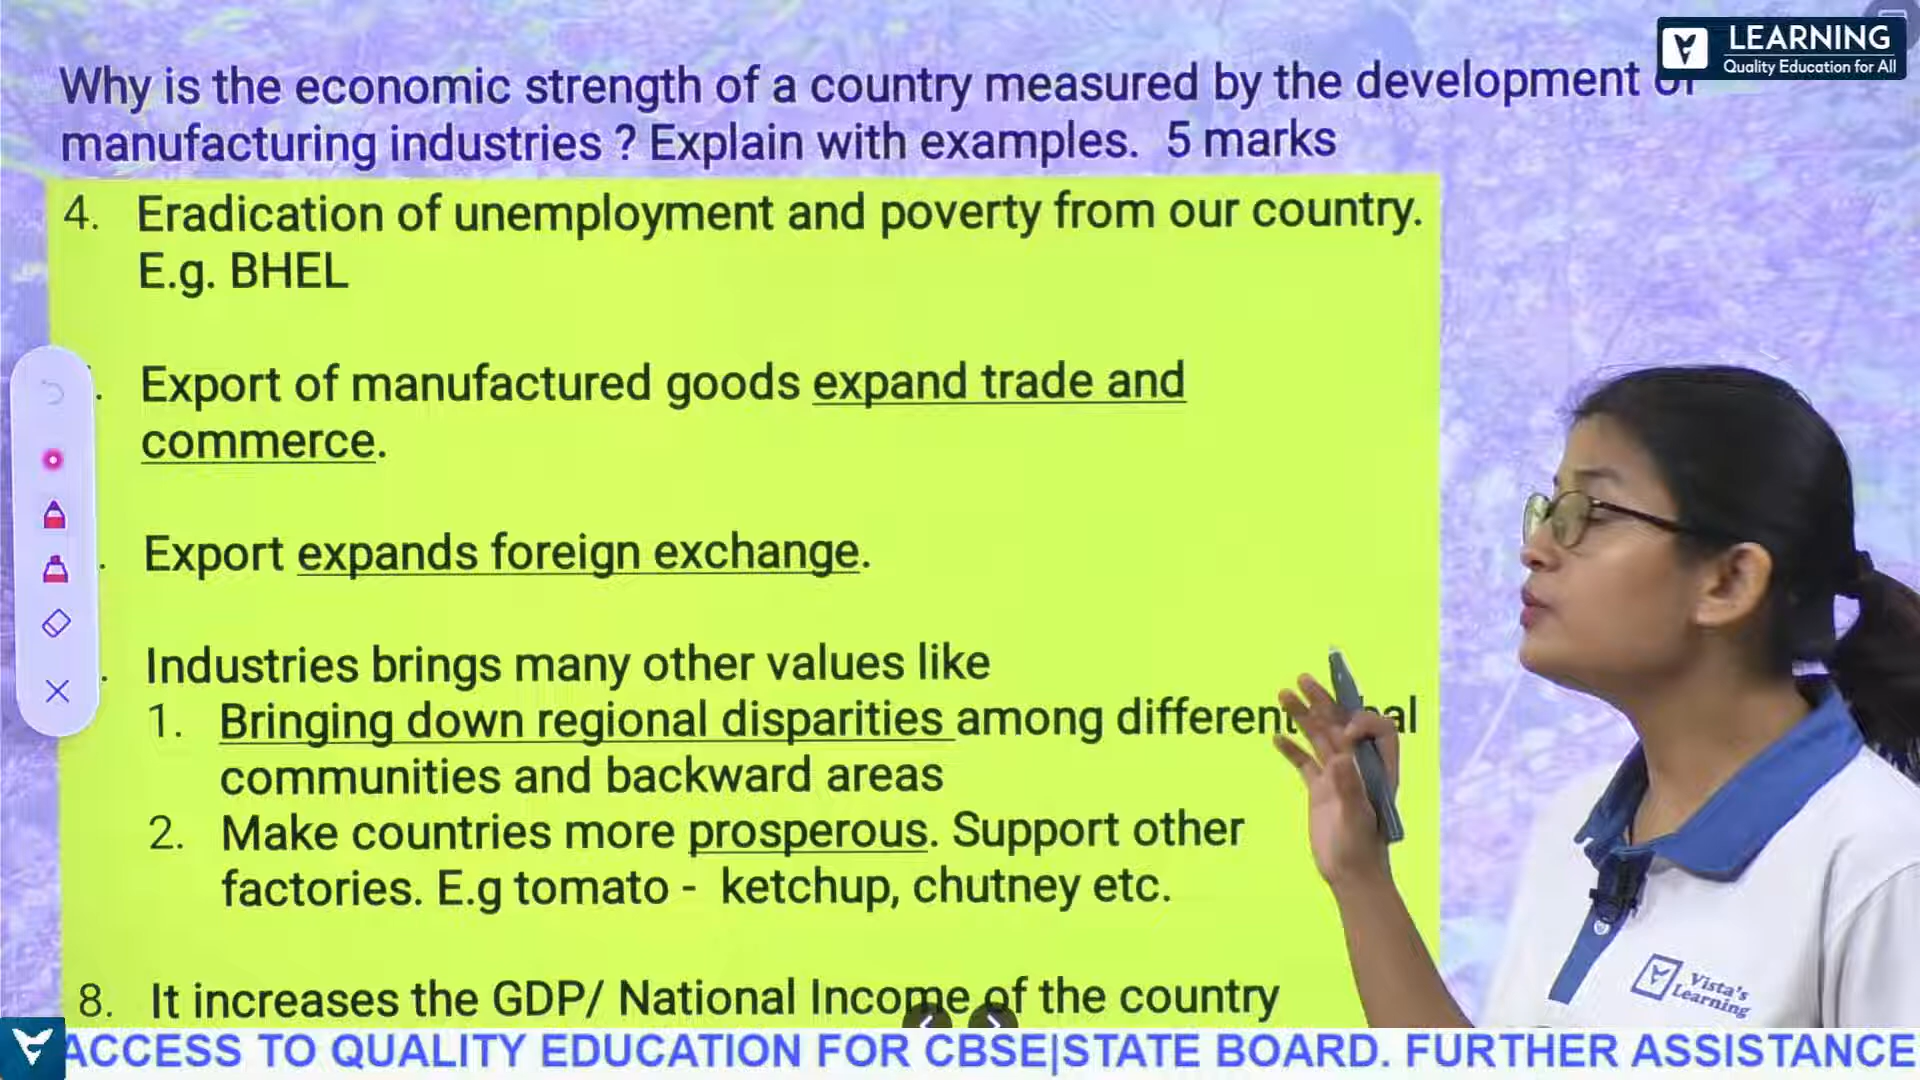 LEARNING
Quality Education for All
Why is the economic strength of a country measured by the development of
manufacturing industries ? Explain with examples. 5 marks
4. Eradication of unemployment and poverty from our country.
E.g. BHEL
Export of manufactured goods expand trade and
commerce.
Export expands foreign exchange.
Industries brings many other values like
1. Bringing down regional disparities among different
communities and backward areas
2. Make countries more prosperous. Support other
factories. E.g tomato - ketchup, chutney etc.
8. It increases the GDP/ National Income of the country
Vista's
Learning
ACCESS TO QUALITY EDUCATION FOR CBSE|STATE BOARD. FURTHER ASSISTANCE